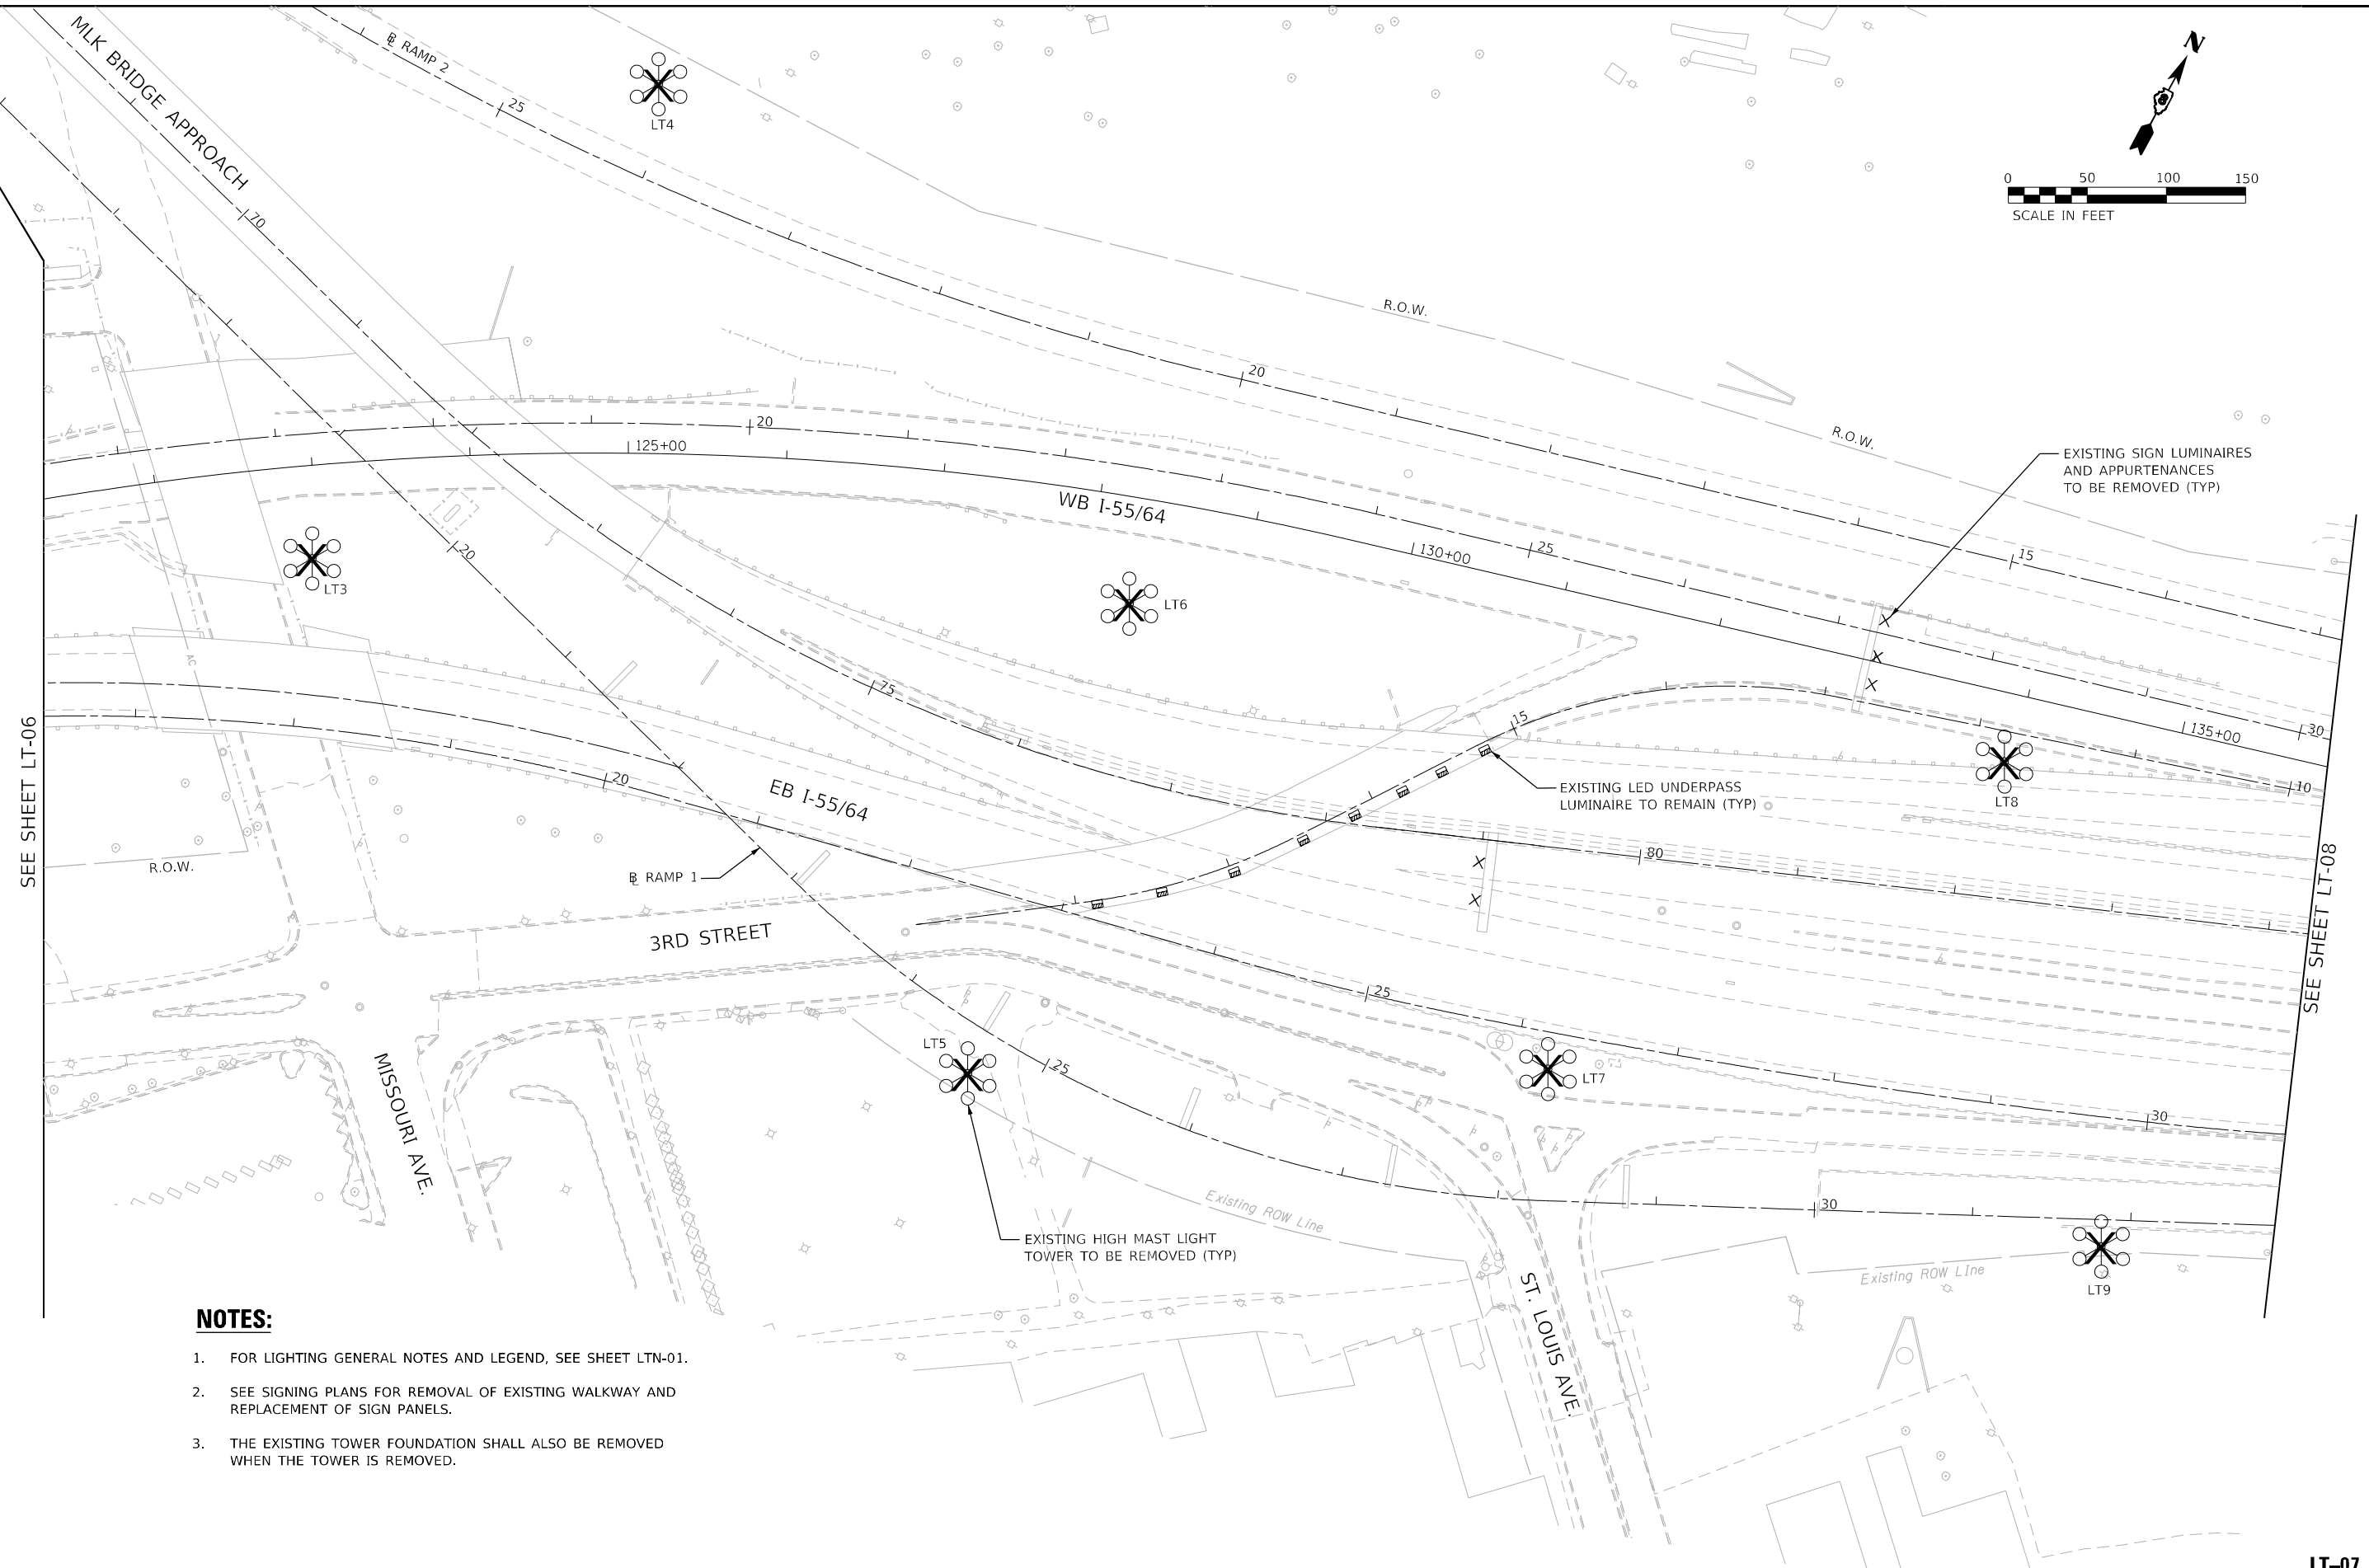 MLK BRIDGE APPROACH
℄ RAMP 2
25
LT4
N
0 50 100 150
SCALE IN FEET
70
R.O.W.
20
R.O.W.
EXISTING SIGN LUMINAIRES
AND APPURTENANCES
TO BE REMOVED (TYP)
20
125+00
WB I-55/64
130+00
25
15
20
LT3
LT6
AC
75
15
135+00
30
10
SEE SHEET LT-06
20
EB I-55/64
EXISTING LED UNDERPASS
LUMINAIRE TO REMAIN (TYP)
LT8
80
R.O.W.
℄ RAMP 1
3RD STREET
SEE SHEET LT-08
25
LT5
25
LT7
MISSOURI AVE.
30
Existing ROW Line
30
EXISTING HIGH MAST LIGHT
TOWER TO BE REMOVED (TYP)
Existing ROW LIne
LT9
ST. LOUIS AVE.
NOTES:
1. FOR LIGHTING GENERAL NOTES AND LEGEND, SEE SHEET LTN-01.
2. SEE SIGNING PLANS FOR REMOVAL OF EXISTING WALKWAY AND
REPLACEMENT OF SIGN PANELS.
3. THE EXISTING TOWER FOUNDATION SHALL ALSO BE REMOVED
WHEN THE TOWER IS REMOVED.
LT-07